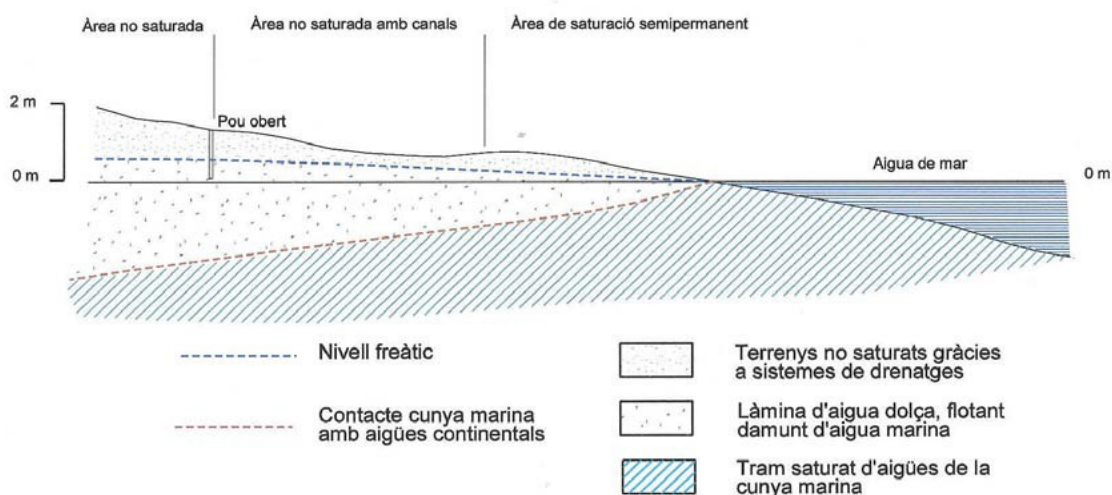 Àrea no saturada
Àrea no saturada amb canals
Àrea de saturació semipermanent
2 m
Pou obert
0 m
Aigua de mar
0 m
Nivell freàtic
Contacte cunya marina
amb aigües continentals
Terrenys no saturats gràcies
a sistemes de drenatges
Làmina d'aigua dolça, flotant
damunt d'aigua marina
Tram saturat d'aigües de la
cunya marina